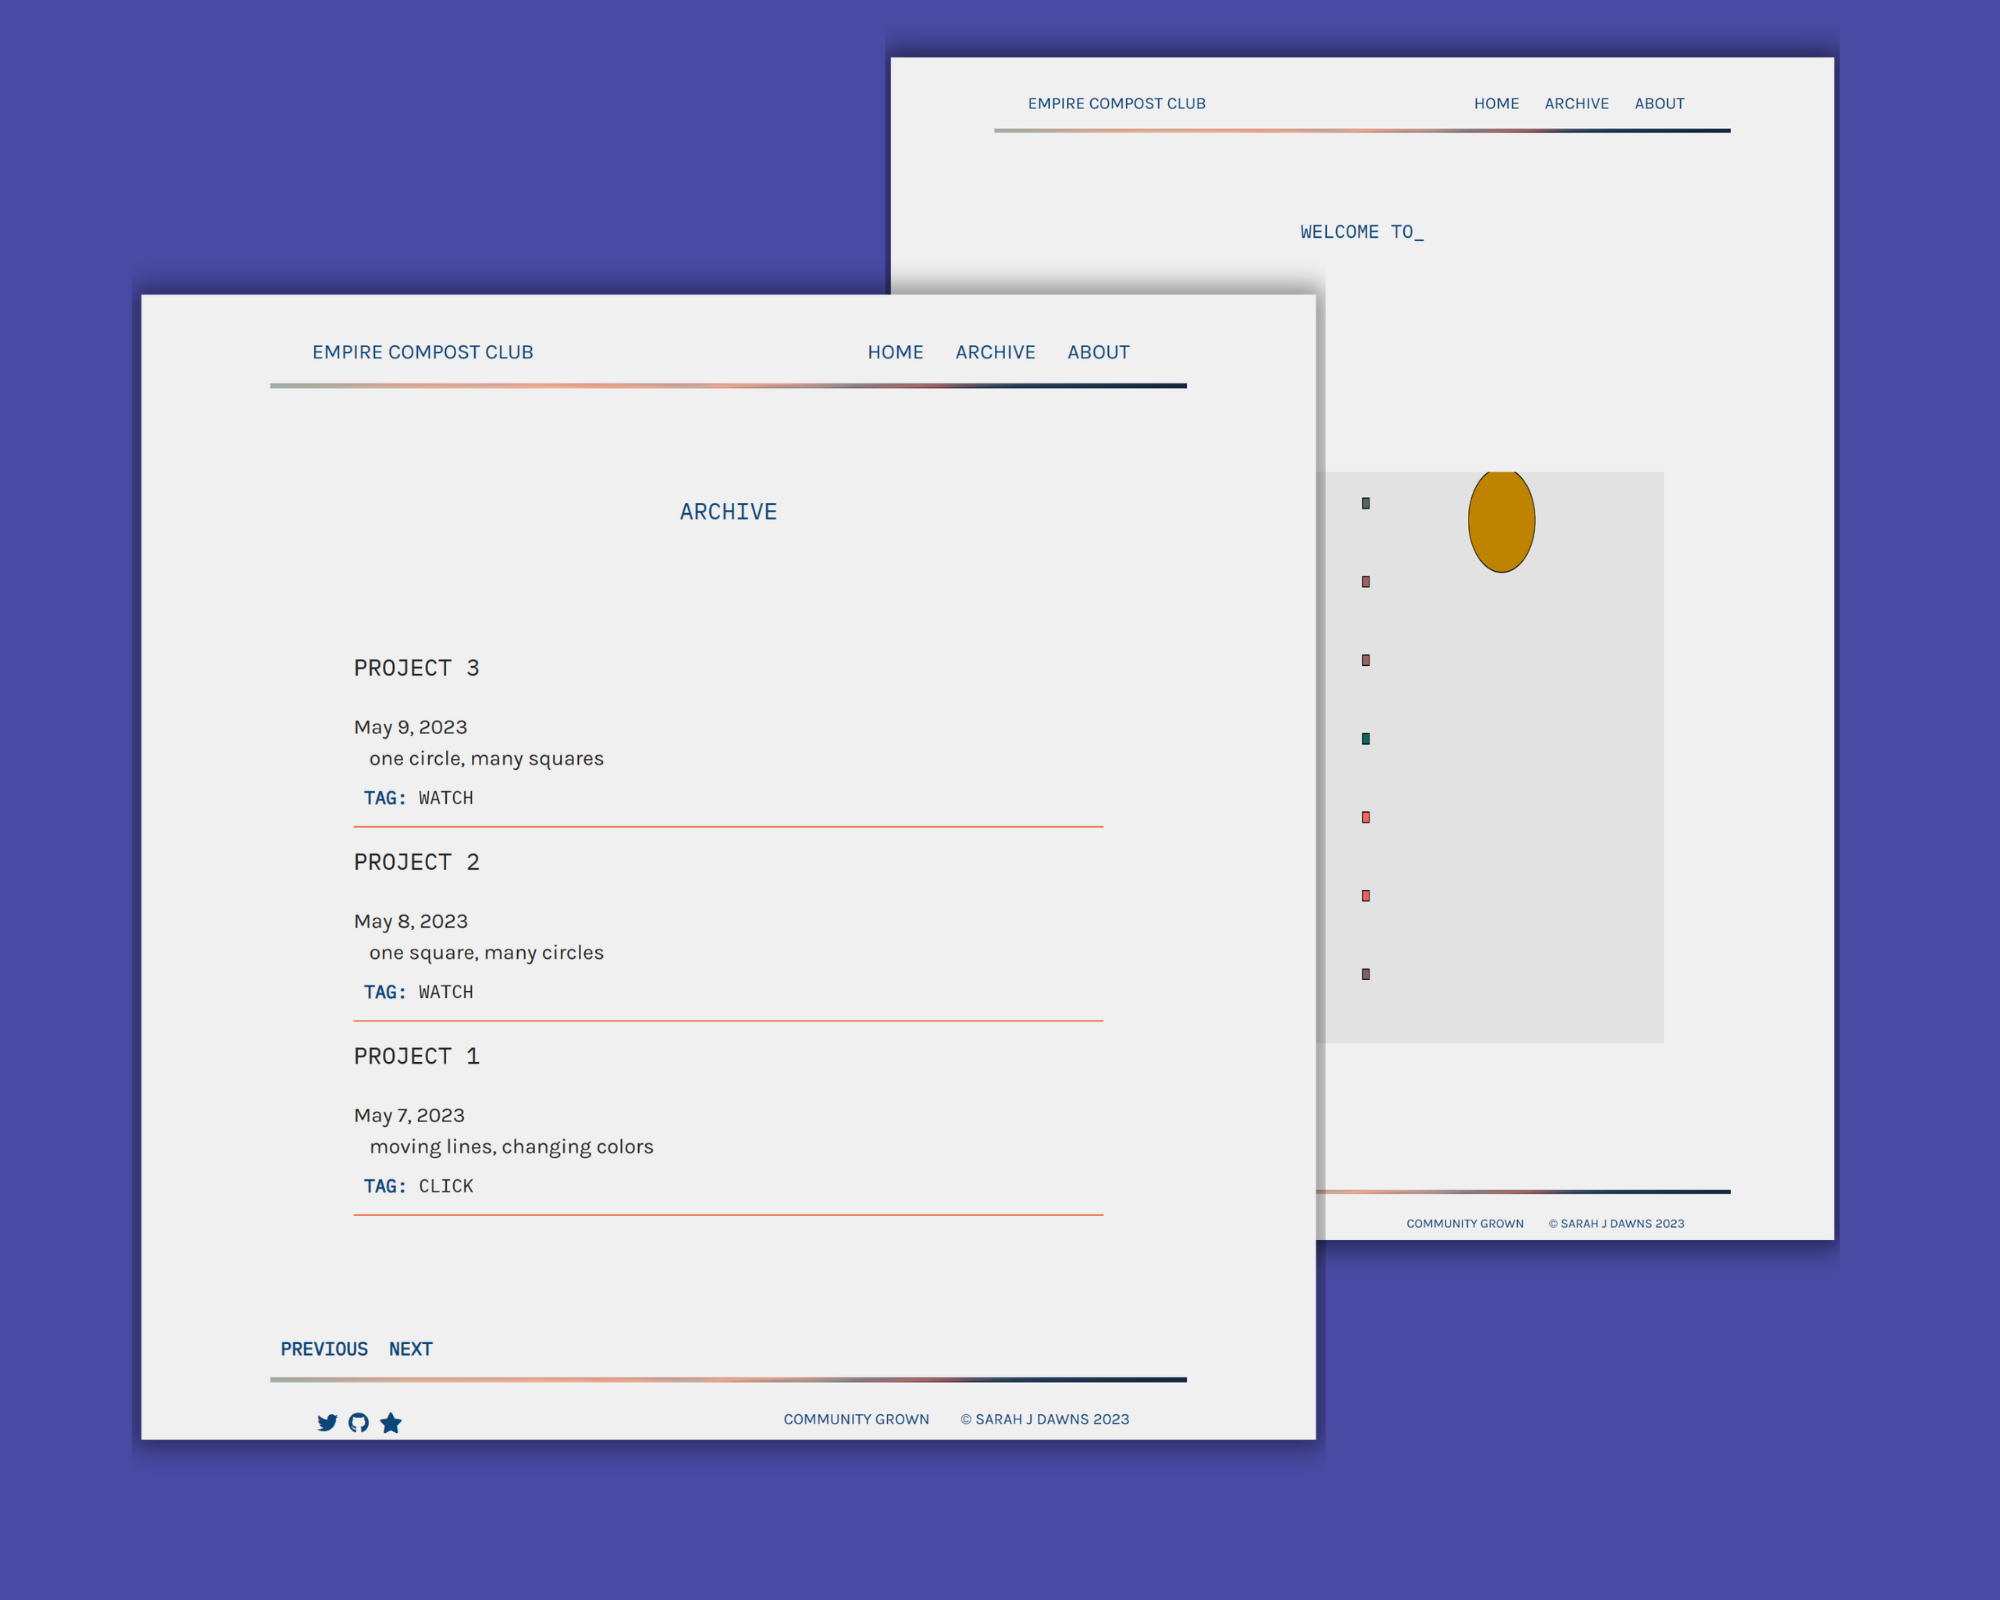 EMPIRE COMPOST CLUB HOME ARCHIVE ABOUT
WELCOME TO_
COMMUNITY GROWN © SARAH J DAWNS 2023
EMPIRE COMPOST CLUB HOME ARCHIVE ABOUT
ARCHIVE
PROJECT 3
May 9, 2023
one circle, many squares
TAG: WATCH
PROJECT 2
May 8, 2023
one square, many circles
TAG: WATCH
PROJECT 1
May 7, 2023
moving lines, changing colors
TAG: CLICK
PREVIOUS NEXT
COMMUNITY GROWN © SARAH J DAWNS 2023